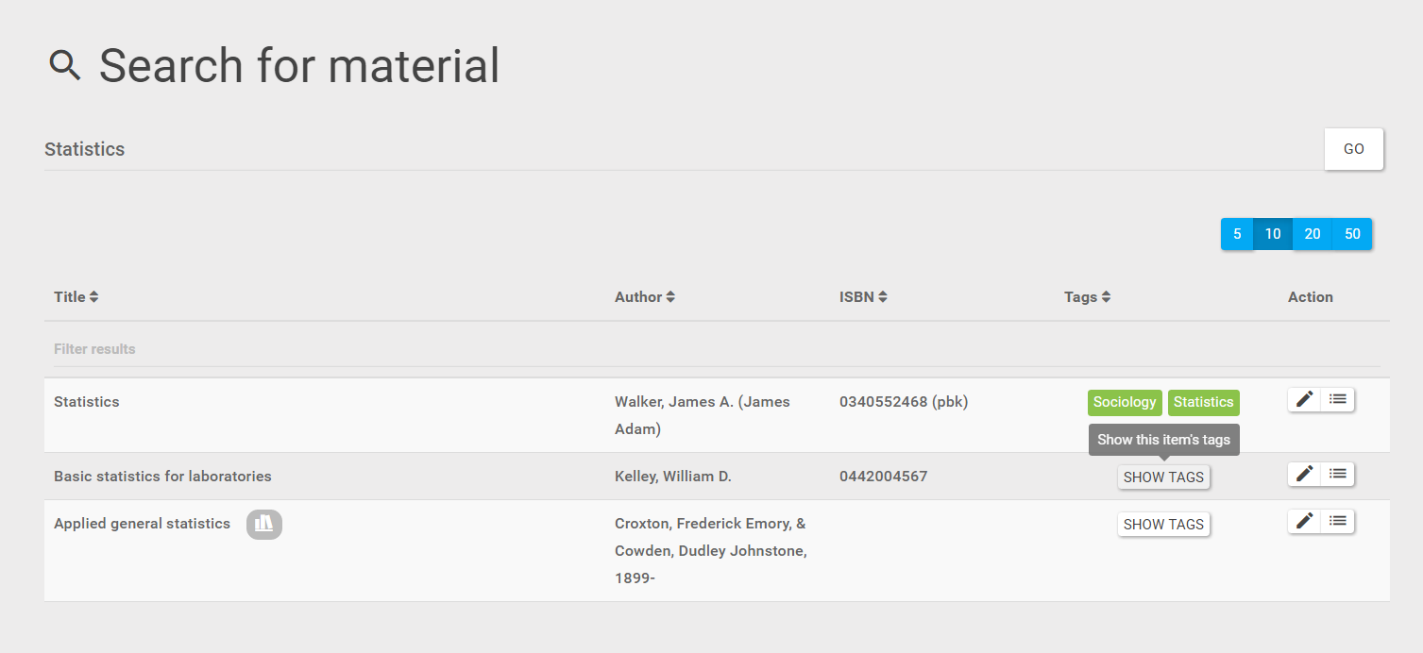 Search for material
Statistics
GO
5 10 20 50
Title Author ISBN Tags Action
Filter results
Statistics
Walker, James A. (James
Adam)
0340552468 (pbk)
Sociology Statistics
Show this item's tags
Basic statistics for laboratories
Kelley, William D.
0442004567
SHOW TAGS
Applied general statistics
Croxton, Frederick Emory, &
Cowden, Dudley Johnstone,
1899-
SHOW TAGS